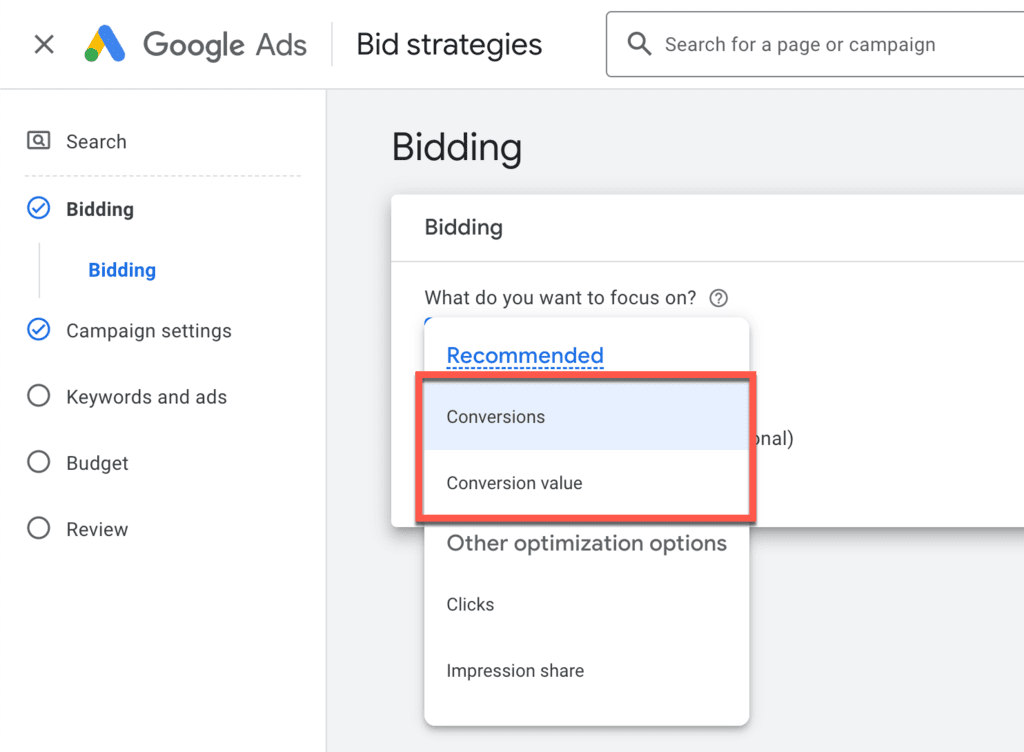 Google Ads
Bid strategies
Search for a page or campaign
Search
Bidding
Bidding
Campaign settings
Keywords and ads
Budget
Review
Bidding
Bidding
What do you want to focus on?
Recommended
Conversions
onal)
Conversion value
Other optimization options
Clicks
Impression share